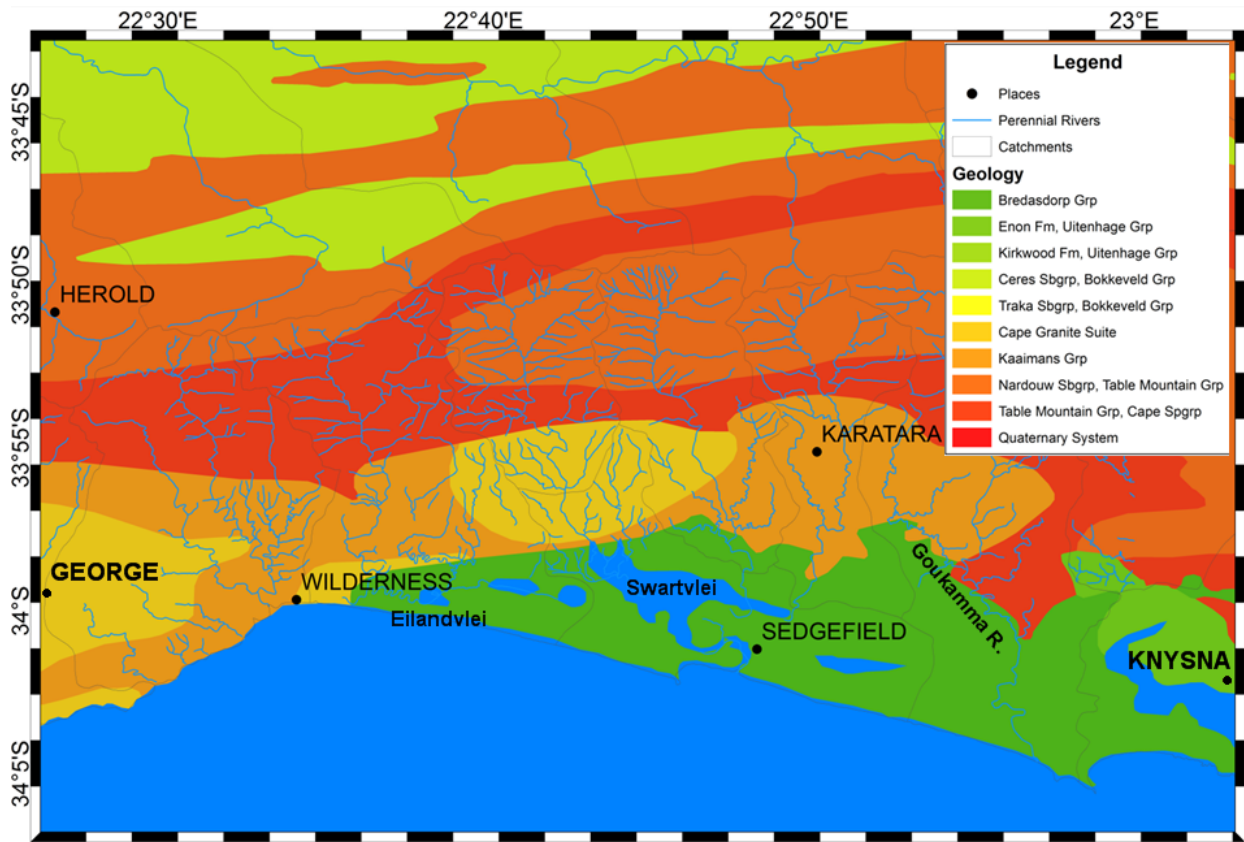 22°30'E 22°40'E 22°50'E 23°E
33°45'S
33°50'S
33°55'S
34°S
34°5'S
Legend
Places
Perennial Rivers
Catchments
Geology
Bredasdorp Grp
Enon Fm, Uitenhage Grp
Kirkwood Fm, Uitenhage Grp
Ceres Sbgrp, Bokkeveld Grp
Traka Sbgrp, Bokkeveld Grp
Cape Granite Suite
Kaaimans Grp
Nardouw Sbgrp, Table Mountain Grp
Table Mountain Grp, Cape Spgrp
Quaternary System
HEROLD
KARATARA
GEORGE
WILDERNESS
Eilandvlei
Swartvlei
SEDGEFIELD
Goukamma R.
KNYSNA